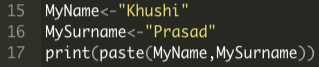 15 MyName<-"Khushi"
16 MySurname<-"Prasad"
17 print(paste(MyName,MySurname))